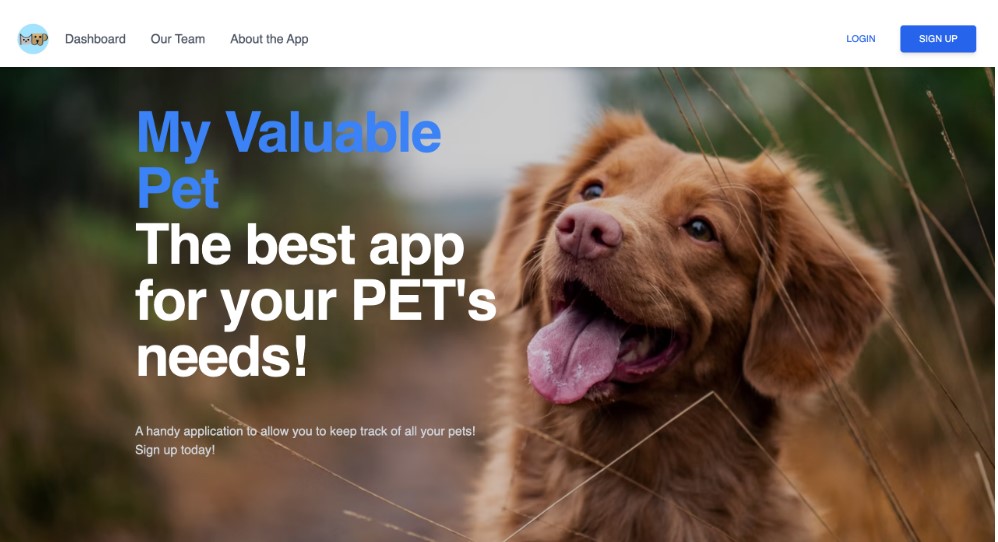 Dashboard
Our Team
About the App
LOGIN
SIGN UP
My Valuable
Pet
The best app
for your PET's
needs!
A handy application to allow you to keep track of all your pets!
Sign up today!